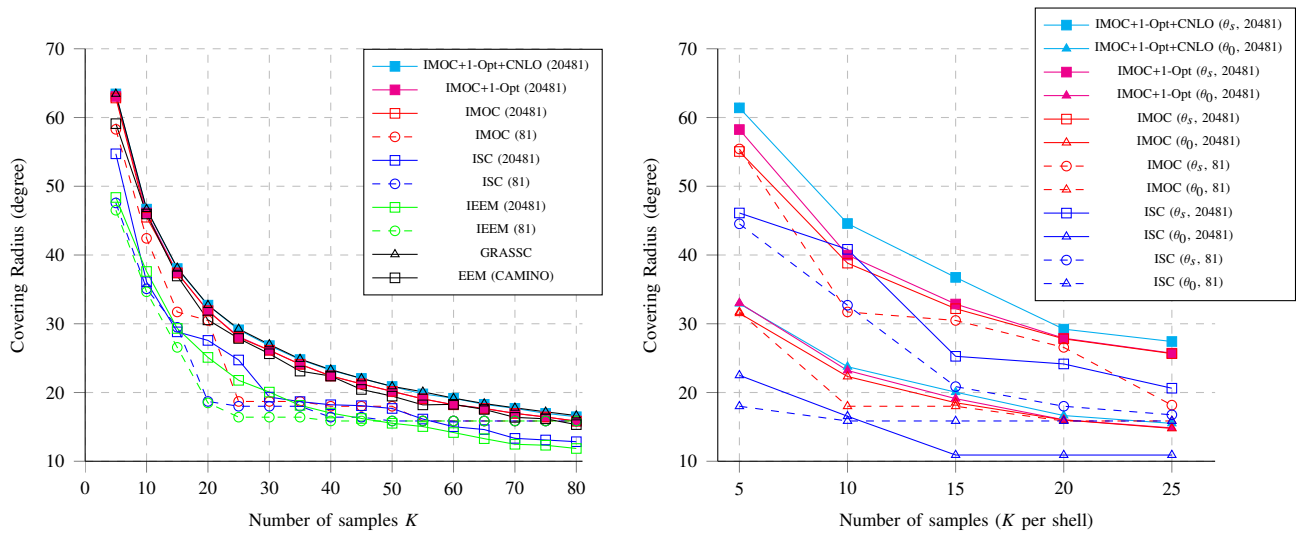 70
60
50
40
30
20
10
0
10
20
30
40
50
60
70
80
Covering Radius (degree)
Number of samples K
IMOC+1-Opt+CNLO (20481)
IMOC+1-Opt (20481)
IMOC (20481)
IMOC (81)
ISC (20481)
ISC (81)
IEEM (20481)
IEEM (81)
GRASSC
EEM (CAMINO)
70
60
50
40
30
20
10
5
10
15
20
25
Covering Radius (degree)
Number of samples (K per shell)
IMOC+1-Opt+CNLO (θs, 20481)
IMOC+1-Opt+CNLO (θ0, 20481)
IMOC+1-Opt (θs, 20481)
IMOC+1-Opt (θ0, 20481)
IMOC (θs, 20481)
IMOC (θ0, 20481)
IMOC (θs, 81)
IMOC (θ0, 81)
ISC (θs, 20481)
ISC (θ0, 20481)
ISC (θs, 81)
ISC (θ0, 81)